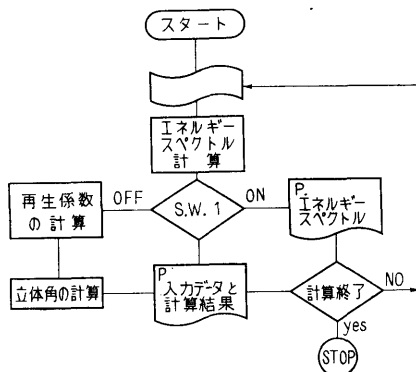 スタート
エネルギー
スペクトル
計算
S.W.1
OFF
ON
再生係数
の計算
P
エネルギー
スペクトル
立体角の計算
P
入力データと
計算結果
計算終了
NO
yes
STOP